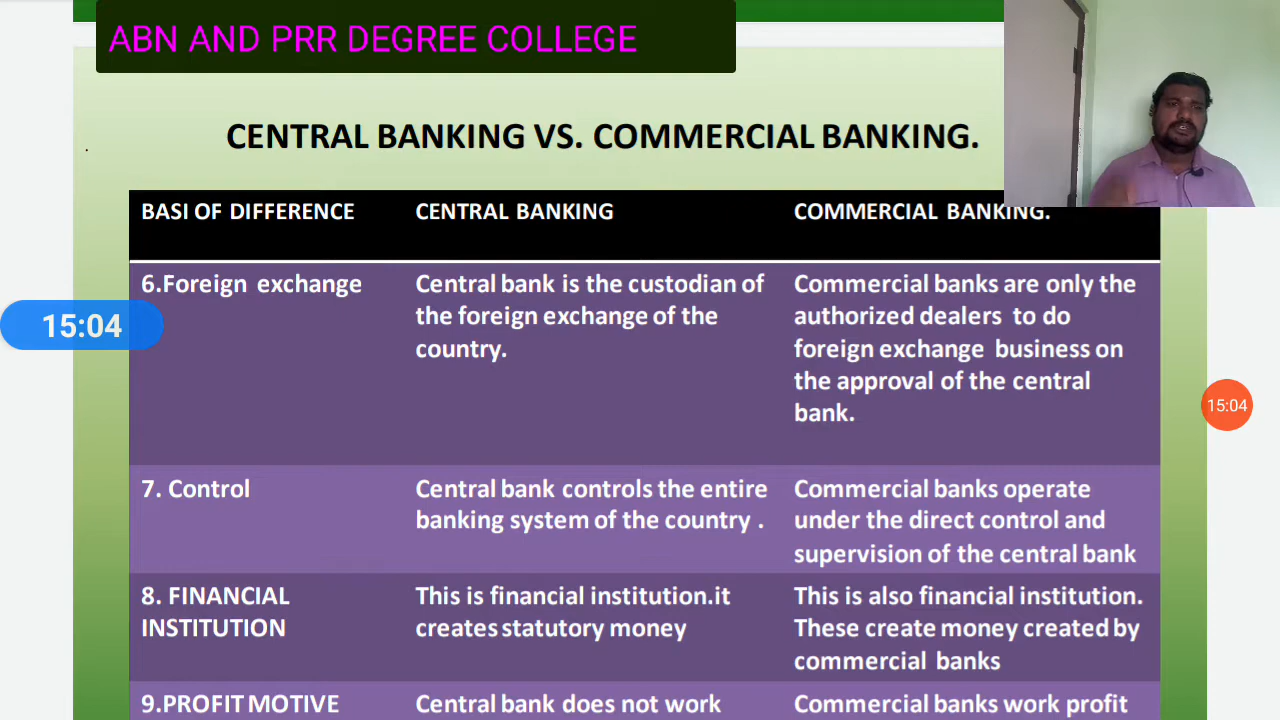 ABN AND PRR DEGREE COLLEGE
CENTRAL BANKING VS. COMMERCIAL BANKING.
BASI OF DIFFERENCE CENTRAL BANKING COMMERCIAL BANKING.
6.Foreign exchange
Central bank is the custodian of
the foreign exchange of the
country.
Commercial banks are only the
authorized dealers to do
foreign exchange business on
the approval of the central
bank.
15:04
15:04
7. Control
Central bank controls the entire
banking system of the country .
Commercial banks operate
under the direct control and
supervision of the central bank
8. FINANCIAL
INSTITUTION
This is financial institution.it
creates statutory money
This is also financial institution.
These create money created by
commercial banks
9.PROFIT MOTIVE
Central bank does not work
Commercial banks work profit